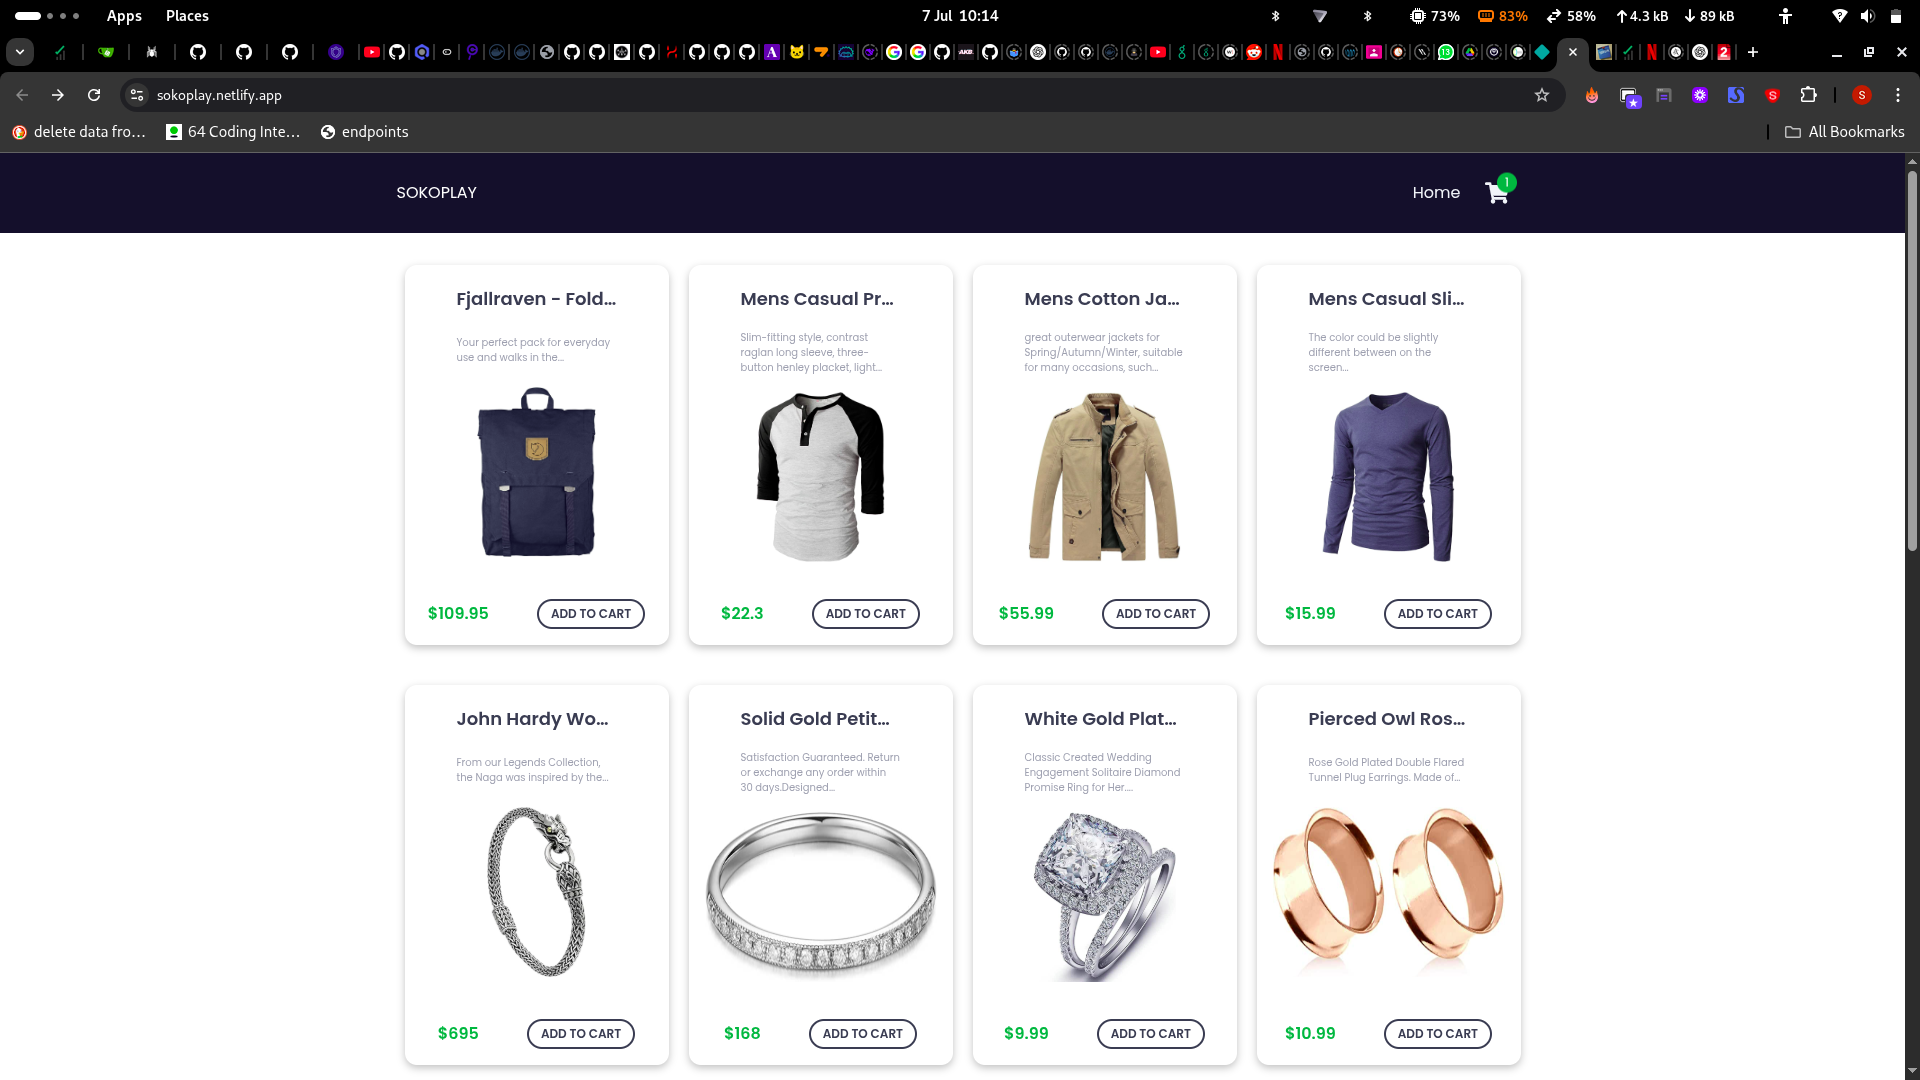 Apps Places 7 Jul 10:14 73% 83% 58% 4.3 kB 89 kB
sokoplay.netlify.app
delete data fro... 64 Coding Inte... endpoints All Bookmarks
SOKOPLAY Home 1
Fjallraven - Fold... Mens Casual Pr... Mens Cotton Ja... Mens Casual Sli...
Your perfect pack for everyday
use and walks in the...
Slim-fitting style, contrast
raglan long sleeve, three-
button henley placket, light...
great outerwear jackets for
Spring/Autumn/Winter, suitable
for many occasions, such...
The color could be slightly
different between on the
screen...
$109.95 ADD TO CART $22.3 ADD TO CART $55.99 ADD TO CART $15.99 ADD TO CART
John Hardy Wo... Solid Gold Petit... White Gold Plat... Pierced Owl Ros...
From our Legends Collection,
the Naga was inspired by the...
Satisfaction Guaranteed. Return
or exchange any order within
30 days.Designed...
Classic Created Wedding
Engagement Solitaire Diamond
Promise Ring for Her....
Rose Gold Plated Double Flared
Tunnel Plug Earrings. Made of...
$695 ADD TO CART $168 ADD TO CART $9.99 ADD TO CART $10.99 ADD TO CART